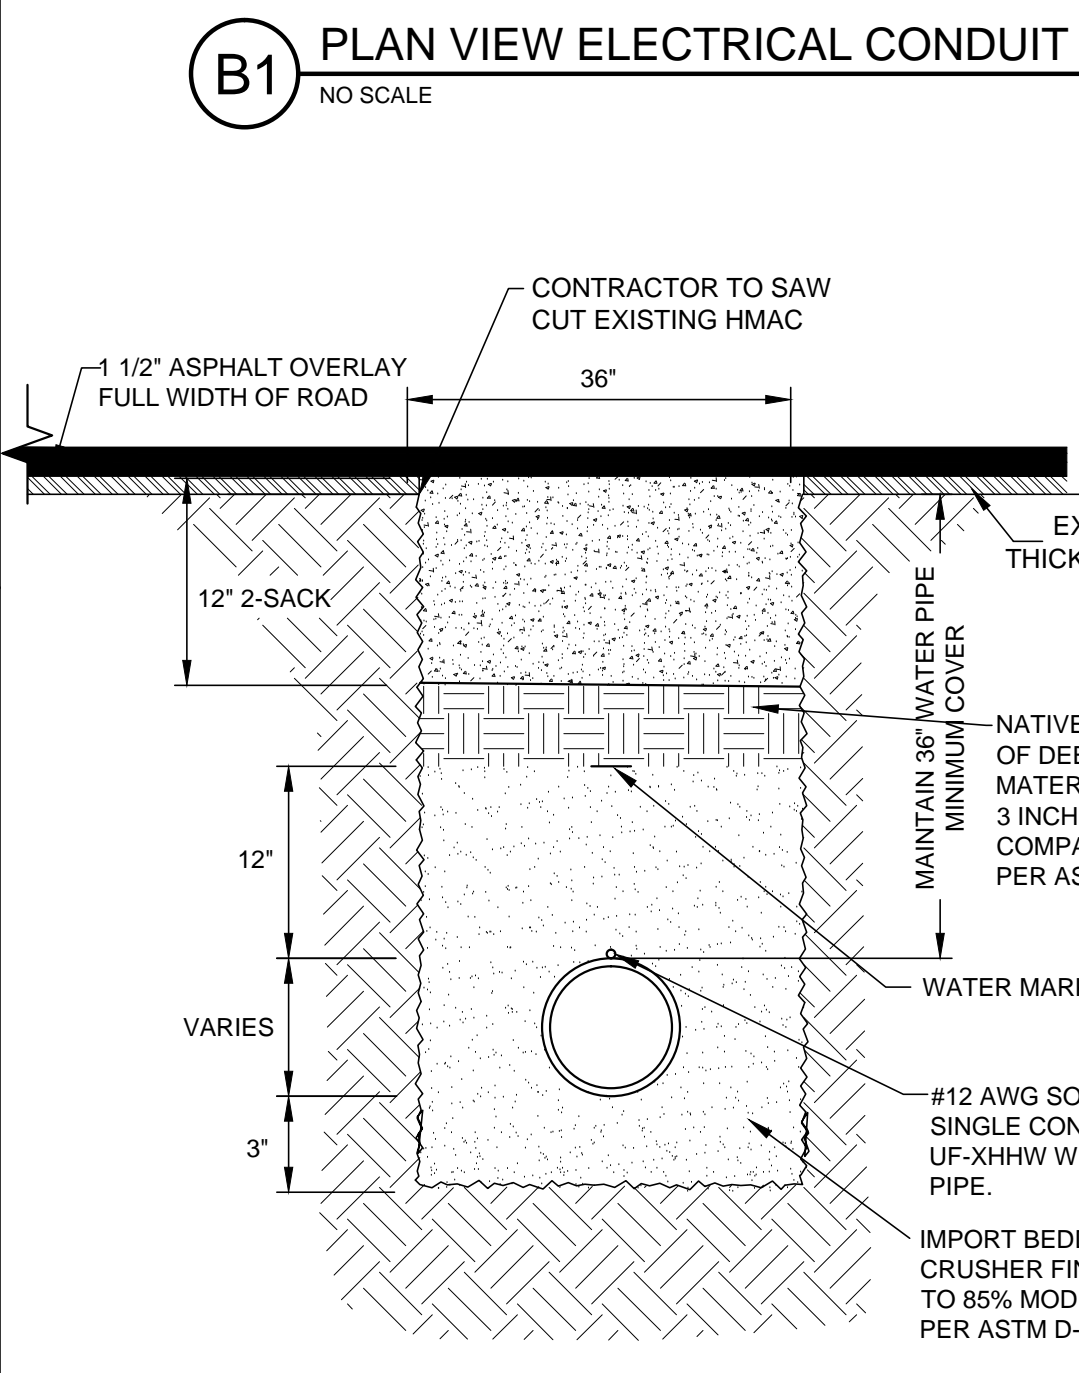 B1
PLAN VIEW ELECTRICAL CONDUIT
NO SCALE
CONTRACTOR TO SAW
CUT EXISTING HMAC
1 1/2" ASPHALT OVERLAY
FULL WIDTH OF ROAD
36"
EX
THICK
12" 2-SACK
MAINTAIN 36" WATER PIPE
MINIMUM COVER
NATIVE
OF DEB
MATER
3 INCH
COMPA
PER AS
12"
WATER MARK
VARIES
#12 AWG SO
SINGLE CON
UF-XHHW W
PIPE.
3"
IMPORT BEDD
CRUSHER FIN
TO 85% MOD
PER ASTM D-